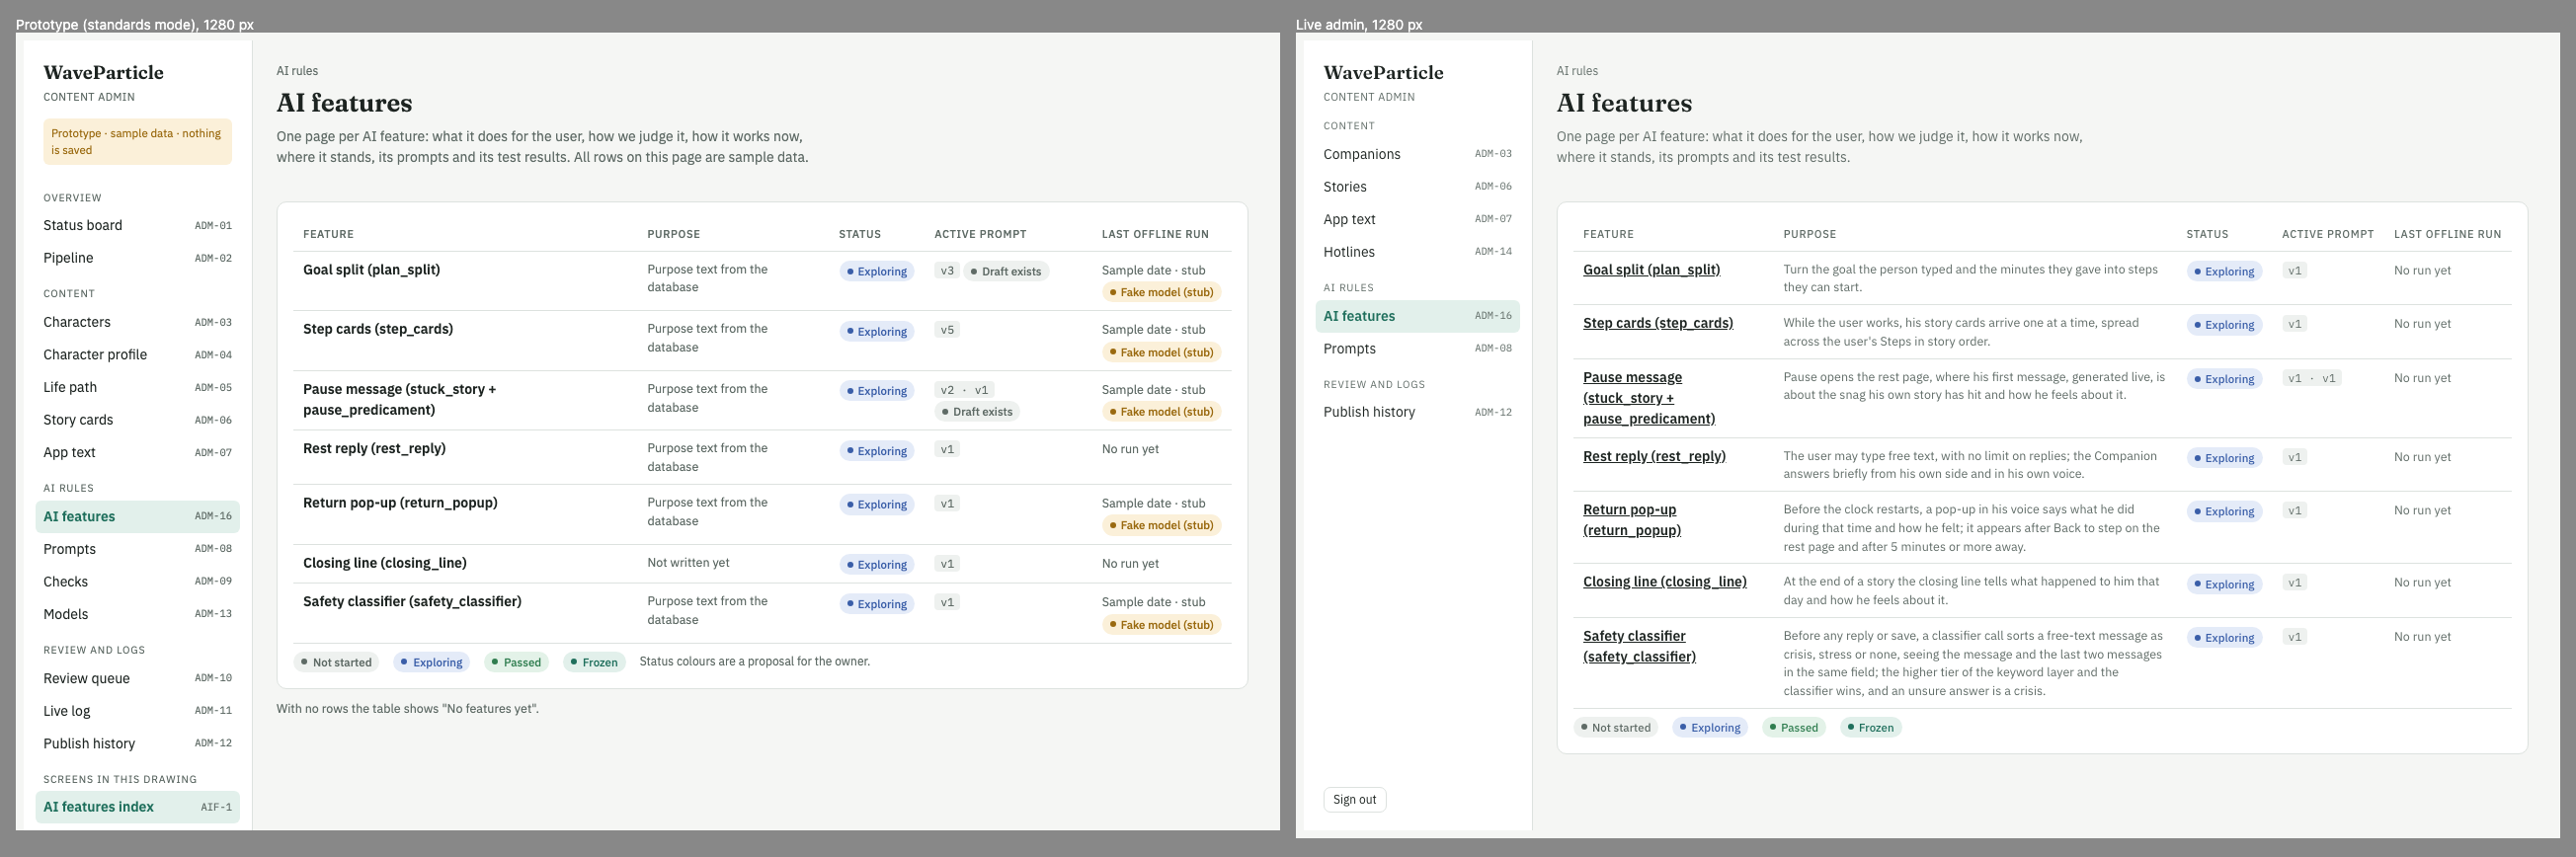 Prototype (standards mode), 1280 px
WaveParticle
CONTENT ADMIN
Prototype · sample data · nothing
is saved
OVERVIEW
Status board ADM-01
Pipeline ADM-02
CONTENT
Characters ADM-03
Character profile ADM-04
Life path ADM-05
Story cards ADM-06
App text ADM-07
AI RULES
AI features ADM-16
Prompts ADM-08
Checks ADM-09
Models ADM-13
REVIEW AND LOGS
Review queue ADM-10
Live log ADM-11
Publish history ADM-12
SCREENS IN THIS DRAWING
AI features index AIF-1
AI rules
AI features
One page per AI feature: what it does for the user, how we judge it, how it works now,
where it stands, its prompts and its test results. All rows on this page are sample data.
FEATURE PURPOSE STATUS ACTIVE PROMPT LAST OFFLINE RUN
Goal split (plan_split) Purpose text from the Exploring v3 Draft exists Sample date · stub
database Fake model (stub)
Step cards (step_cards) Purpose text from the Exploring v5 Sample date · stub
database Fake model (stub)
Pause message (stuck_story + Purpose text from the Exploring v2 · v1 Sample date · stub
pause_predicament) database Draft exists Fake model (stub)
Rest reply (rest_reply) Purpose text from the Exploring v1 No run yet
database
Return pop-up (return_popup) Purpose text from the Exploring v1 Sample date · stub
database Fake model (stub)
Closing line (closing_line) Not written yet Exploring v1 No run yet
Safety classifier (safety_classifier) Purpose text from the Exploring v1 Sample date · stub
database Fake model (stub)
Not started Exploring Passed Frozen Status colours are a proposal for the owner.
With no rows the table shows "No features yet".
Live admin, 1280 px
WaveParticle
CONTENT ADMIN
CONTENT
Companions ADM-03
Stories ADM-06
App text ADM-07
Hotlines ADM-14
AI RULES
AI features ADM-16
Prompts ADM-08
REVIEW AND LOGS
Publish history ADM-12
Sign out
AI rules
AI features
One page per AI feature: what it does for the user, how we judge it, how it works now,
where it stands, its prompts and its test results.
FEATURE PURPOSE STATUS ACTIVE PROMPT LAST OFFLINE RUN
Goal split (plan_split) Turn the goal the person typed and the minutes they gave into steps Exploring v1 No run yet
they can start.
Step cards (step_cards) While the user works, his story cards arrive one at a time, spread Exploring v1 No run yet
across the user's Steps in story order.
Pause message Pause opens the rest page, where his first message, generated live, is Exploring v1 · v1 No run yet
(stuck_story + about the snag his own story has hit and how he feels about it.
pause_predicament)
Rest reply (rest_reply) The user may type free text, with no limit on replies; the Companion Exploring v1 No run yet
answers briefly from his own side and in his own voice.
Return pop-up Before the clock restarts, a pop-up in his voice says what he did Exploring v1 No run yet
(return_popup) during that time and how he felt; it appears after Back to step on the
rest page and after 5 minutes or more away.
Closing line (closing_line) At the end of a story the closing line tells what happened to him that Exploring v1 No run yet
day and how he feels about it.
Safety classifier Before any reply or save, a classifier call sorts a free-text message as Exploring v1 No run yet
(safety_classifier) crisis, stress or none, seeing the message and the last two messages
in the same field; the higher tier of the keyword layer and the
classifier wins, and an unsure answer is a crisis.
Not started Exploring Passed Frozen